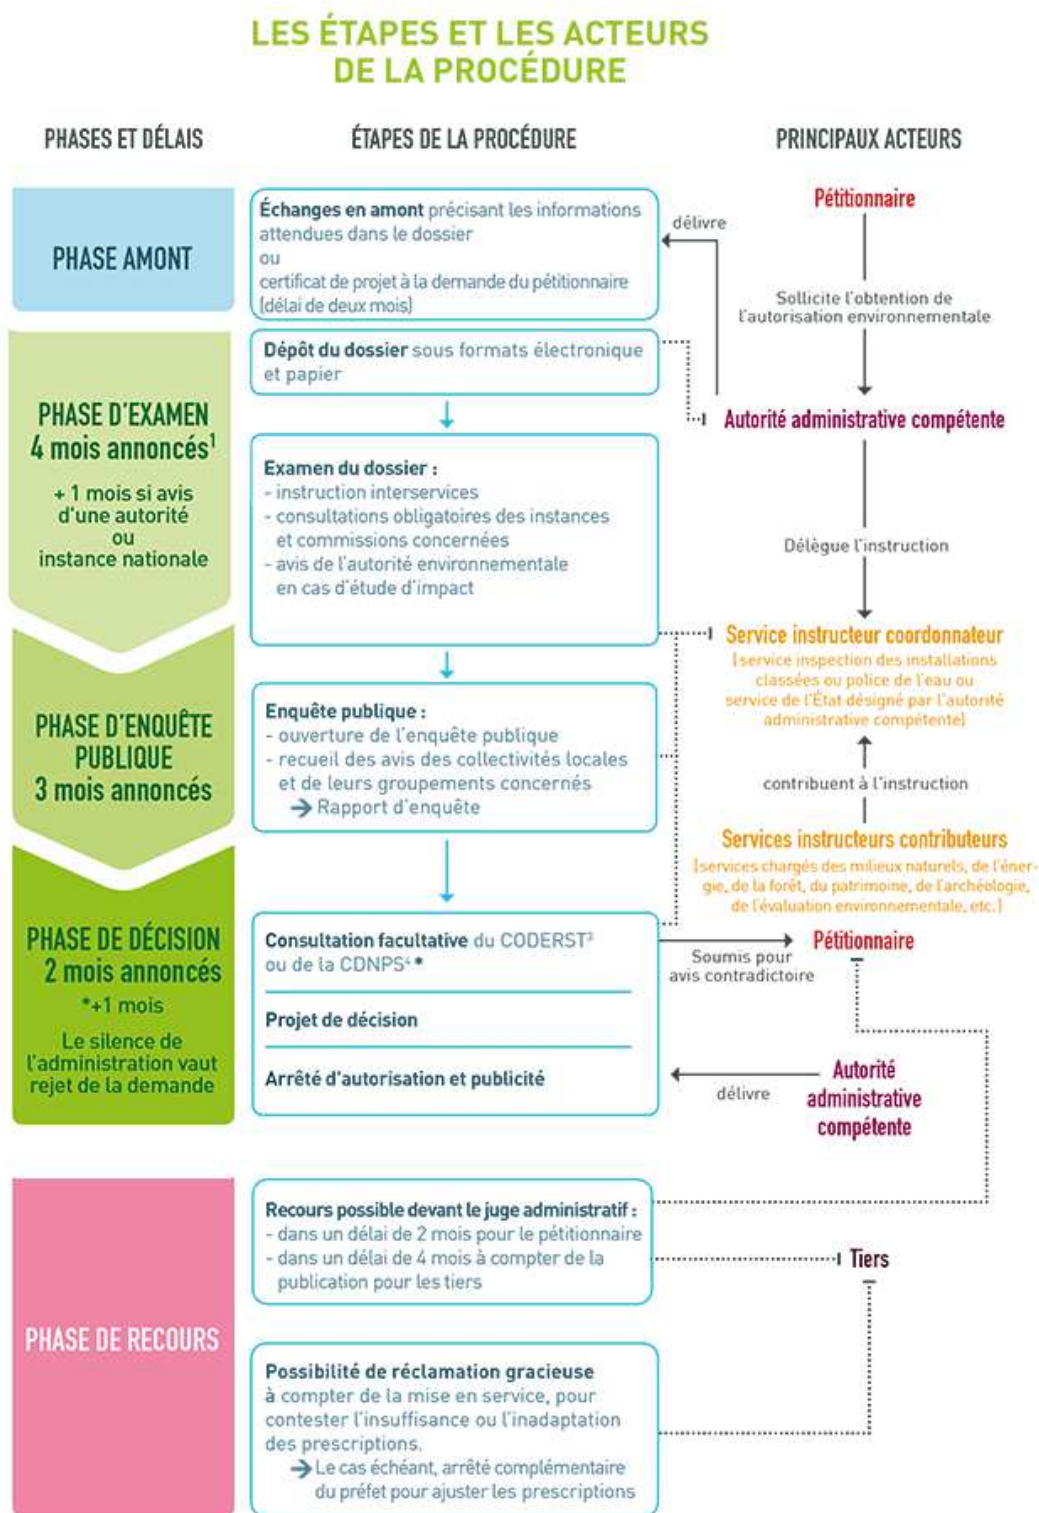 LES ÉTAPES ET LES ACTEURS
DE LA PROCÉDURE
PHASES ET DÉLAIS
ÉTAPES DE LA PROCÉDURE
PRINCIPAUX ACTEURS
PHASE AMONT
Échanges en amont précisant les informations
attendues dans le dossier
ou
certificat de projet à la demande du pétitionnaire
(délai de deux mois)
délivre
Pétitionnaire
Sollicite l'obtention de
l'autorisation environnementale
PHASE D'EXAMEN
4 mois annoncés¹
+ 1 mois si avis
d'une autorité
ou
instance nationale
Dépôt du dossier sous formats électronique
et papier
Autorité administrative compétente
Examen du dossier :
- instruction interservices
- consultations obligatoires des instances
et commissions concernées
- avis de l'autorité environnementale
en cas d'étude d'impact
Délègue l'instruction
Service instructeur coordonnateur
(service inspection des installations
classées ou police de l'eau ou
service de l'État désigné par l'autorité
administrative compétente)
PHASE D'ENQUÊTE
PUBLIQUE
3 mois annoncés
Enquête publique :
- ouverture de l'enquête publique
- recueil des avis des collectivités locales
et de leurs groupements concernés
→ Rapport d'enquête
contribuent à l'instruction
Services instructeurs contributeurs
(services chargés des milieux naturels, de l'éner-
gie, de la forêt, du patrimoine, de l'archéologie,
de l'évaluation environnementale, etc.)
PHASE DE DÉCISION
2 mois annoncés
*+1 mois
Le silence de
l'administration vaut
rejet de la demande
Consultation facultative du CODERST³
ou de la CDNPS⁴ *
Projet de décision
Arrêté d'autorisation et publicité
Soumis pour
avis contradictoire
Pétitionnaire
délivre
Autorité
administrative
compétente
PHASE DE RECOURS
Recours possible devant le juge administratif :
- dans un délai de 2 mois pour le pétitionnaire
- dans un délai de 4 mois à compter de la
publication pour les tiers
Tiers
Possibilité de réclamation gracieuse
à compter de la mise en service, pour
contester l'insuffisance ou l'inadaptation
des prescriptions.
→ Le cas échéant, arrêté complémentaire
du préfet pour ajuster les prescriptions